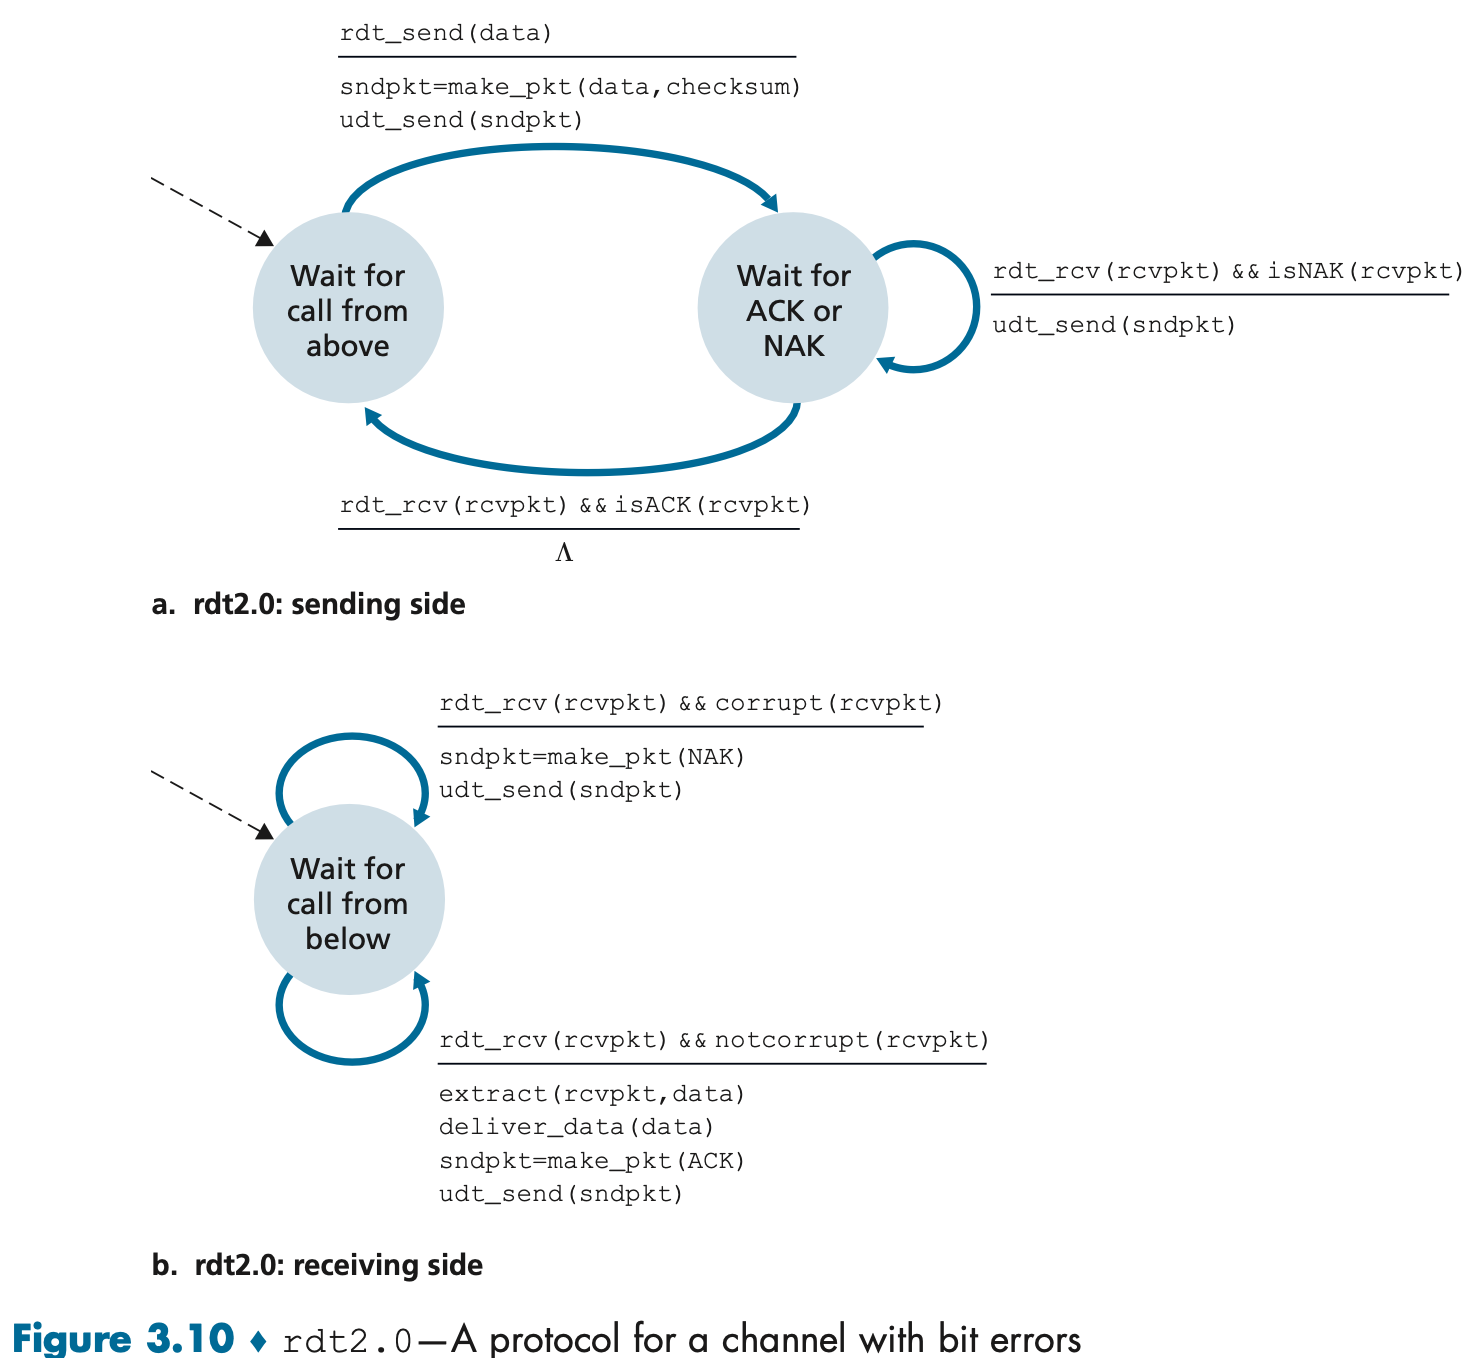 rdt_send(data)
sndpkt=make_pkt(data,checksum)
udt_send(sndpkt)
Wait for
call from
above
Wait for
ACK or
NAK
rdt_rcv(rcvpkt) && isNAK(rcvpkt)
udt_send(sndpkt)
rdt_rcv(rcvpkt) && isACK(rcvpkt)
Λ
a. rdt2.0: sending side
rdt_rcv(rcvpkt) && corrupt(rcvpkt)
sndpkt=make_pkt(NAK)
udt_send(sndpkt)
Wait for
call from
below
rdt_rcv(rcvpkt) && notcorrupt(rcvpkt)
extract(rcvpkt,data)
deliver_data(data)
sndpkt=make_pkt(ACK)
udt_send(sndpkt)
b. rdt2.0: receiving side
Figure 3.10 ♦ rdt2.0—A protocol for a channel with bit errors